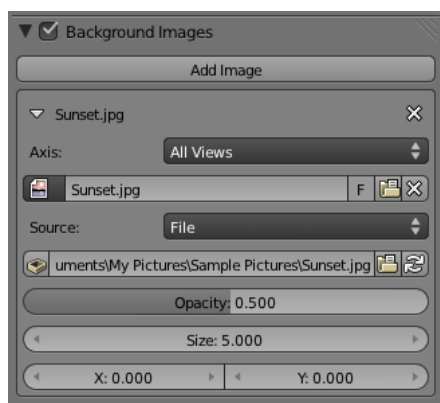 Background Images
Add Image
Sunset.jpg
Axis: All Views
Sunset.jpg F
Source: File
uments\My Pictures\Sample Pictures\Sunset.jpg
Opacity: 0.500
Size: 5.000
X: 0.000 Y: 0.000